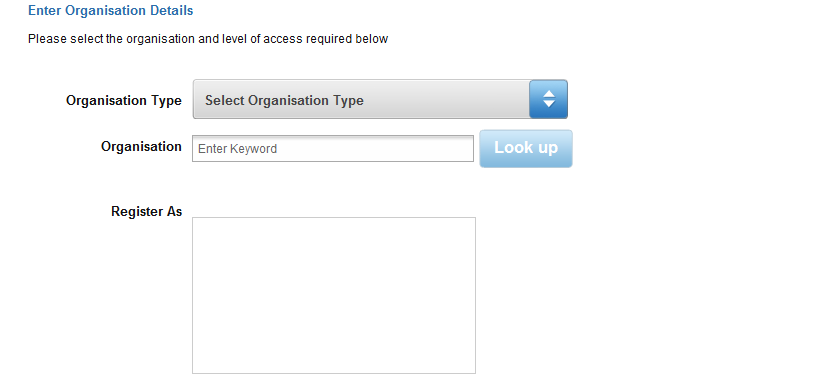 Enter Organisation Details
Please select the organisation and level of access required below
Organisation Type Select Organisation Type
Organisation Enter Keyword Look up
Register As